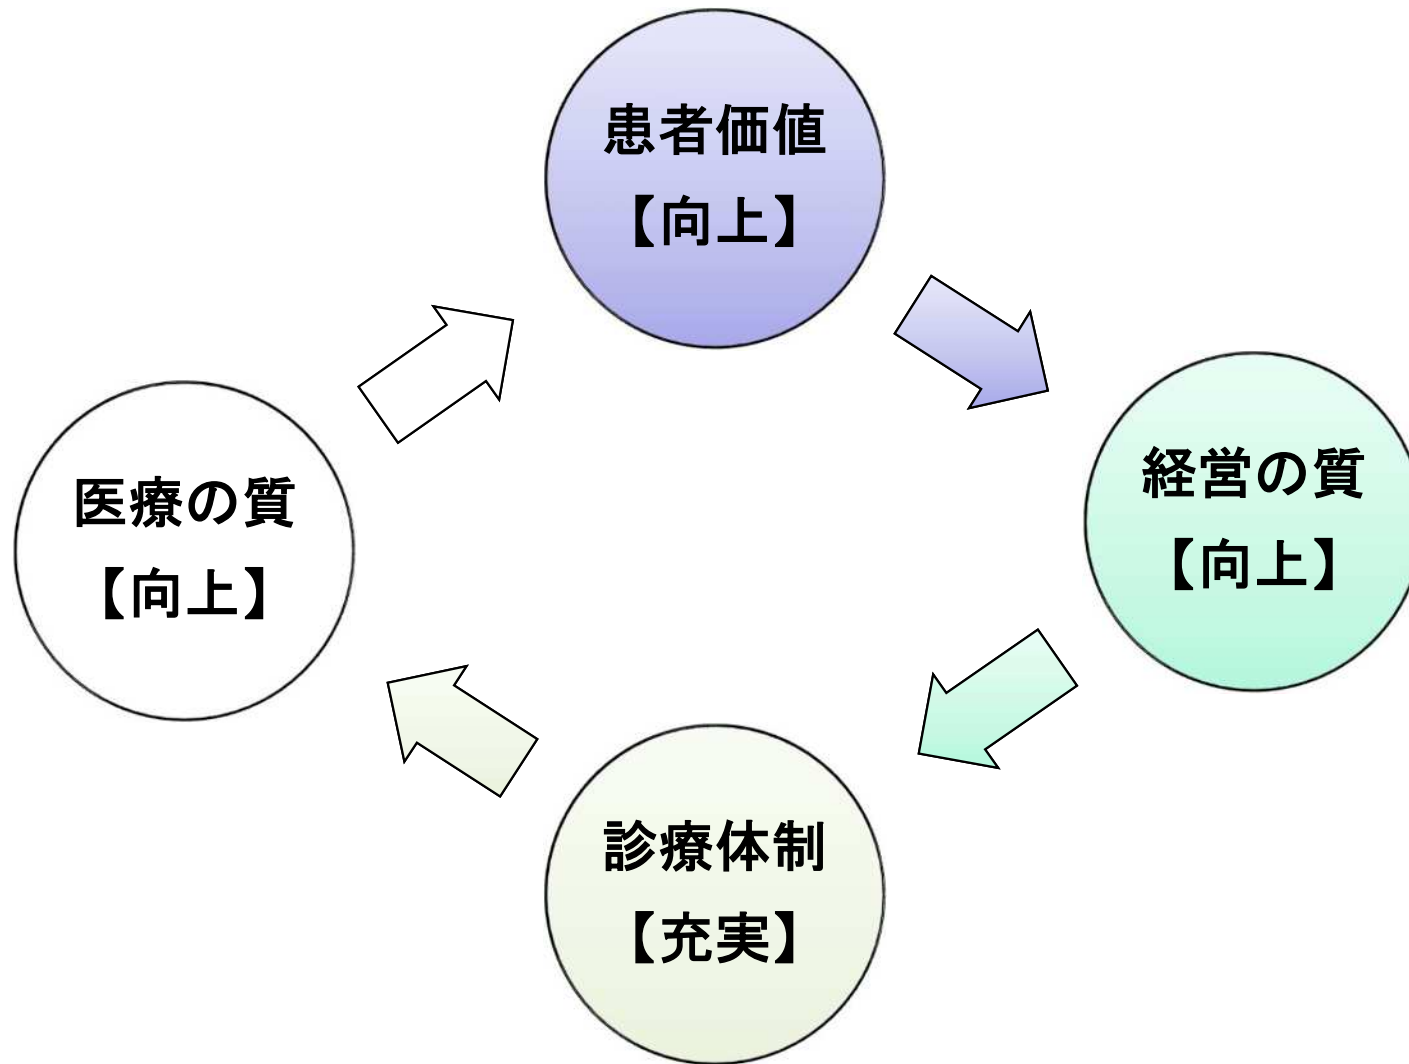 患者価値
【向上】
経営の質
【向上】
診療体制
【充実】
医療の質
【向上】